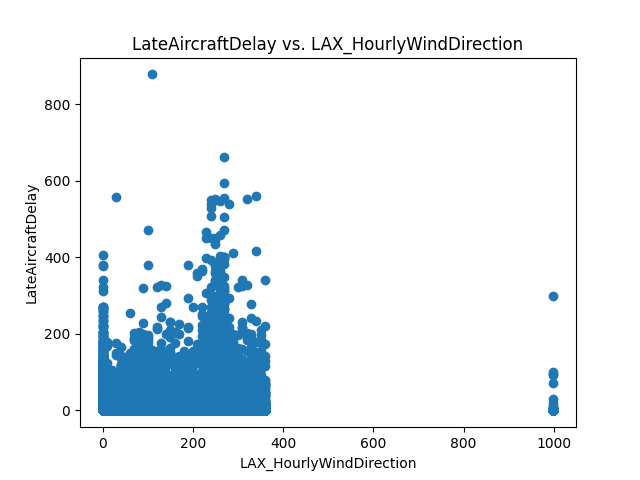 LateAircraftDelay vs. LAX_HourlyWindDirection
800
600
400
200
0
LateAircraftDelay
0 200 400 600 800 1000
LAX_HourlyWindDirection